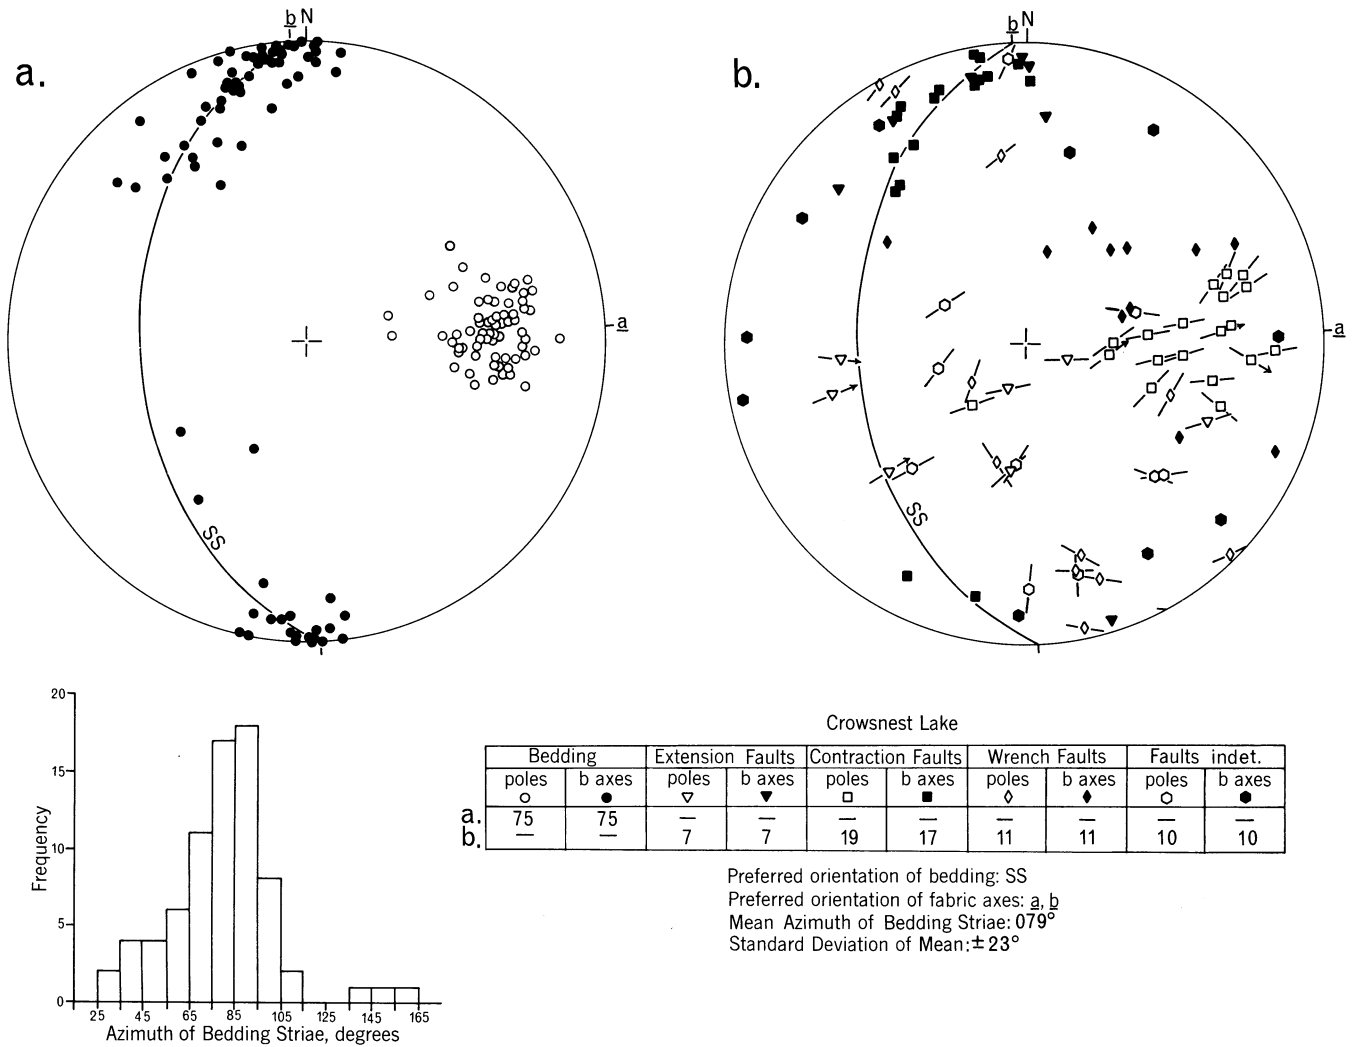 a.
b N
a
SS
b.
b N
a
SS
Frequency
20
15
10
5
0
25 45 65 85 105 125 145 165
Azimuth of Bedding Striae, degrees
Crowsnest Lake
Bedding Extension Faults Contraction Faults Wrench Faults Faults indet.
poles b axes poles b axes poles b axes poles b axes poles b axes
a. 75 75 — — — — — — — —
b. — — 7 7 19 17 11 11 10 10
Preferred orientation of bedding: SS
Preferred orientation of fabric axes: a, b
Mean Azimuth of Bedding Striae: 079°
Standard Deviation of Mean: ± 23°